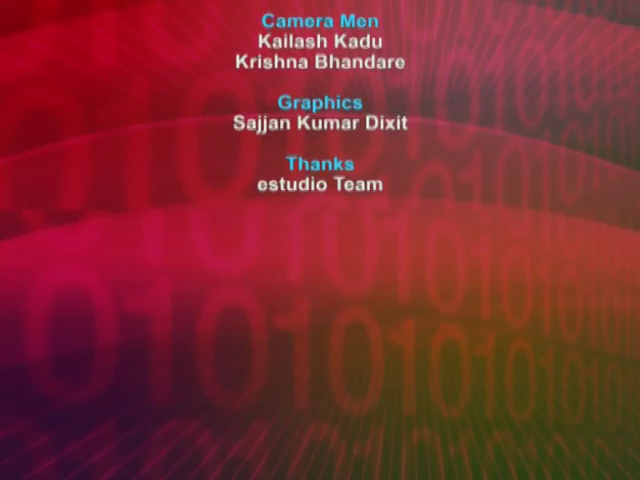 Camera Men
Kailash Kadu
Krishna Bhandare
Graphics
Sajjan Kumar Dixit
Thanks
estudio Team